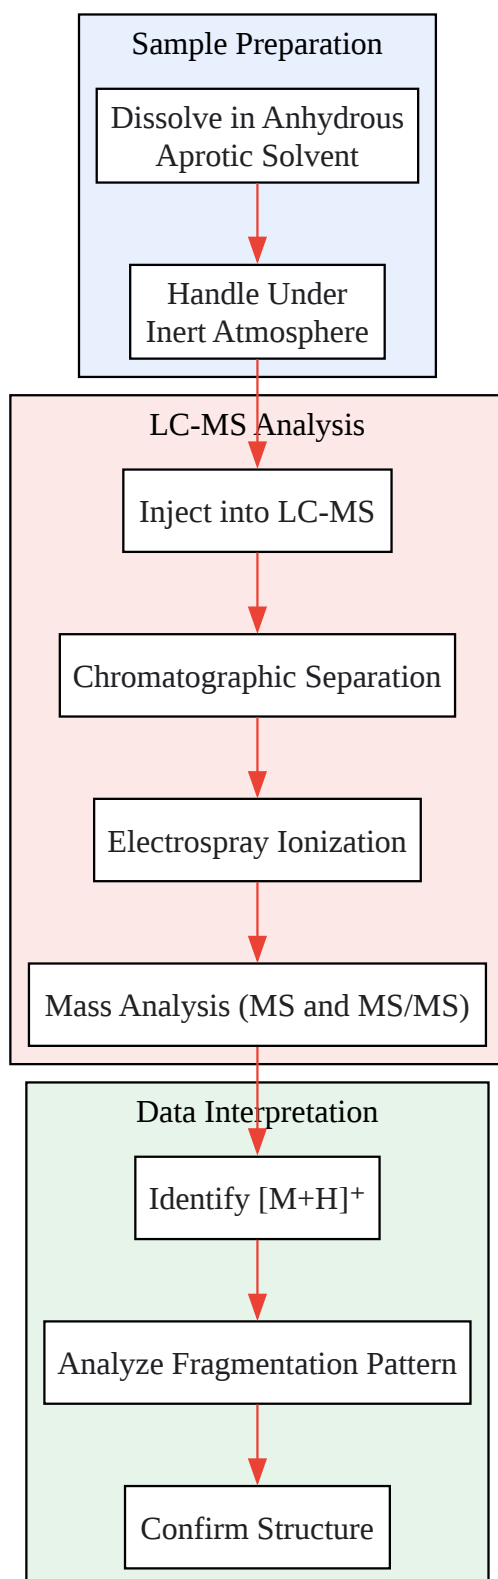 Sample Preparation
Dissolve in Anhydrous
Aprotic Solvent
Handle Under
Inert Atmosphere
LC-MS Analysis
Inject into LC-MS
Chromatographic Separation
Electrospray Ionization
Mass Analysis (MS and MS/MS)
Data Interpretation
Identify [M+H]⁺
Analyze Fragmentation Pattern
Confirm Structure